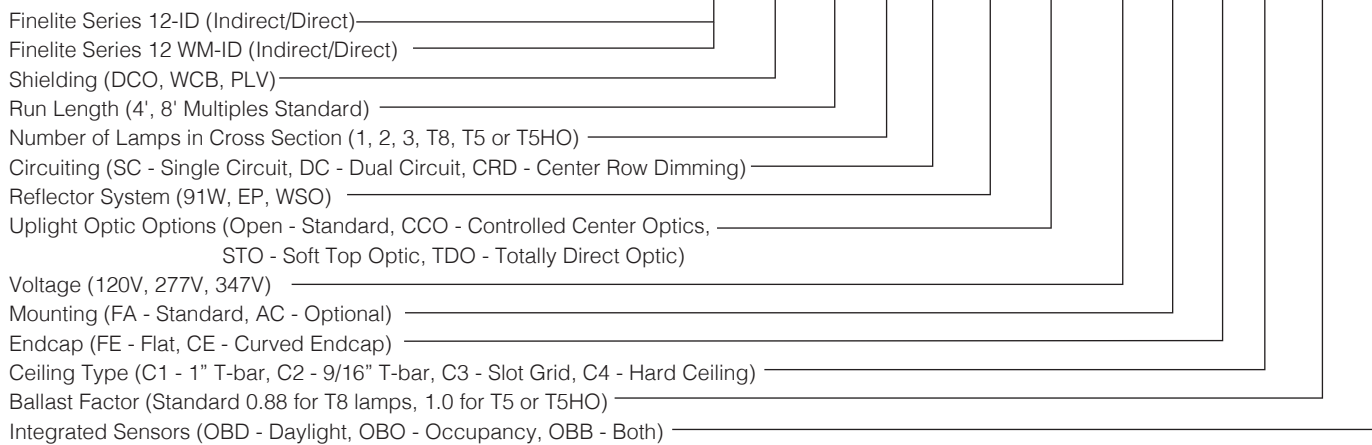 Finelite Series 12-ID (Indirect/Direct)
Finelite Series 12 WM-ID (Indirect/Direct)
Shielding (DCO, WCB, PLV)
Run Length (4', 8' Multiples Standard)
Number of Lamps in Cross Section (1, 2, 3, T8, T5 or T5HO)
Circuiting (SC - Single Circuit, DC - Dual Circuit, CRD - Center Row Dimming)
Reflector System (91W, EP, WSO)
Uplight Optic Options (Open - Standard, CCO - Controlled Center Optics,
STO - Soft Top Optic, TDO - Totally Direct Optic)
Voltage (120V, 277V, 347V)
Mounting (FA - Standard, AC - Optional)
Endcap (FE - Flat, CE - Curved Endcap)
Ceiling Type (C1 - 1” T-bar, C2 - 9/16” T-bar, C3 - Slot Grid, C4 - Hard Ceiling)
Ballast Factor (Standard 0.88 for T8 lamps, 1.0 for T5 or T5HO)
Integrated Sensors (OBD - Daylight, OBO - Occupancy, OBB - Both)